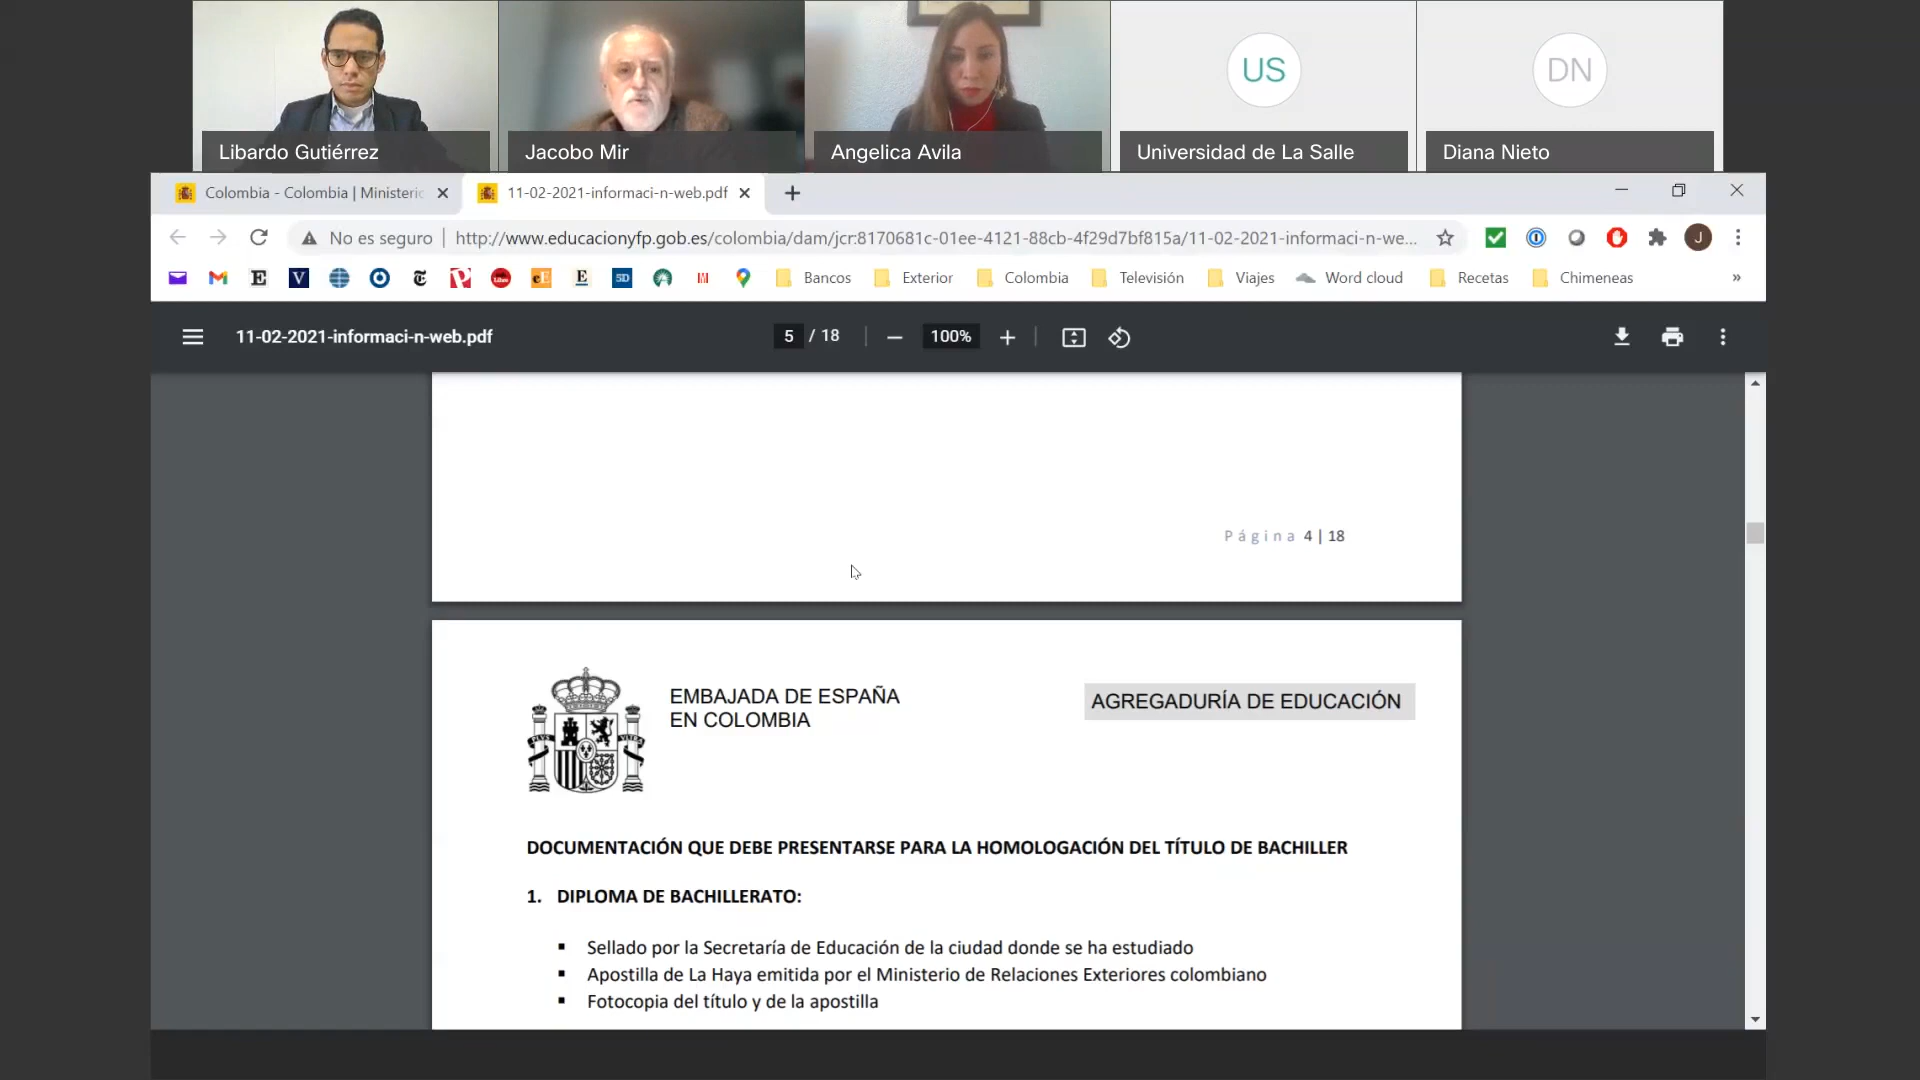 US
DN
Libardo Gutiérrez
Jacobo Mir
Angelica Avila
Universidad de La Salle
Diana Nieto
Colombia - Colombia | Ministerio
11-02-2021-informaci-n-web.pdf
No es seguro
http://www.educacionyfp.gob.es/colombia/dam/jcr:8170681c-01ee-4121-88cb-4f29d7bf815a/11-02-2021-informaci-n-we...
J
Bancos
Exterior
Colombia
Televisión
Viajes
Word cloud
Recetas
Chimeneas
»
11-02-2021-informaci-n-web.pdf
5 / 18
100%
Página 4 | 18
EMBAJADA DE ESPAÑA
EN COLOMBIA
AGREGADURÍA DE EDUCACIÓN
DOCUMENTACIÓN QUE DEBE PRESENTARSE PARA LA HOMOLOGACIÓN DEL TÍTULO DE BACHILLER
1. DIPLOMA DE BACHILLERATO:
▪ Sellado por la Secretaría de Educación de la ciudad donde se ha estudiado
▪ Apostilla de La Haya emitida por el Ministerio de Relaciones Exteriores colombiano
▪ Fotocopia del título y de la apostilla